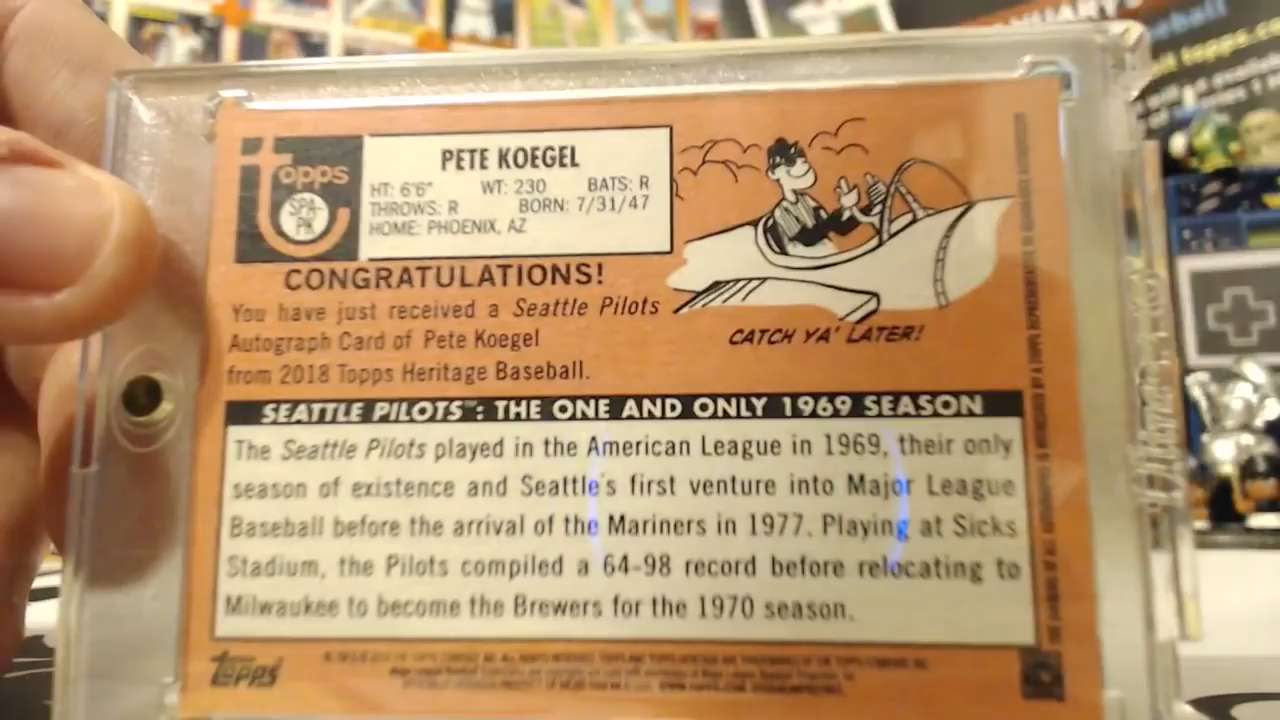 topps
SPA-
PK
PETE KOEGEL
HT: 6'6" WT: 230 BATS: R
THROWS: R BORN: 7/31/47
HOME: PHOENIX, AZ
CONGRATULATIONS!
You have just received a Seattle Pilots
Autograph Card of Pete Koegel
from 2018 Topps Heritage Baseball.
CATCH YA' LATER!
SEATTLE PILOTS™: THE ONE AND ONLY 1969 SEASON
The Seattle Pilots played in the American League in 1969, their only
season of existence and Seattle's first venture into Major League
Baseball before the arrival of the Mariners in 1977. Playing at Sicks
Stadium, the Pilots compiled a 64-98 record before relocating to
Milwaukee to become the Brewers for the 1970 season.
topps